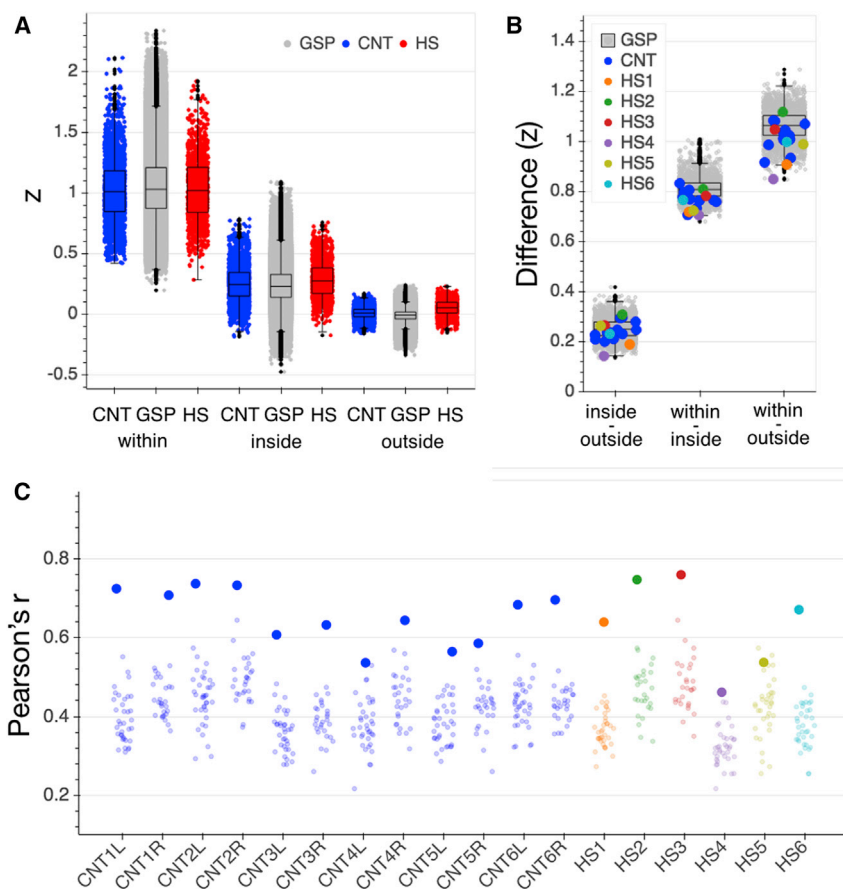 A
GSP CNT HS
2
1.5
1
0.5
0
-0.5
z
CNT GSP HS CNT GSP HS CNT GSP HS
within inside outside
B
GSP
CNT
HS1
HS2
HS3
HS4
HS5
HS6
1.4
1.2
1
0.8
0.6
0.4
0.2
0
Difference (z)
inside - outside
within - inside
within - outside
C
0.8
0.6
0.4
0.2
Pearson's r
CNT1L CNT1R CNT2L CNT2R CNT3L CNT3R CNT4L CNT4R CNT5L CNT5R CNT6L CNT6R HS1 HS2 HS3 HS4 HS5 HS6